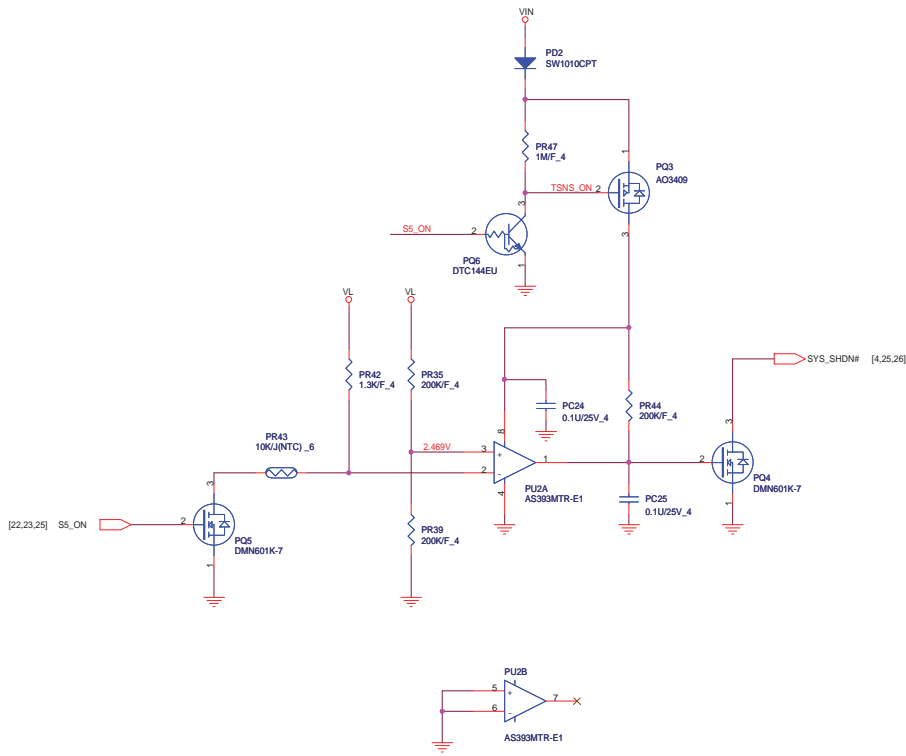 VIN
PD2
SW1010CPT
PR47
1M/F_4
1
PQ3
AO3409
TSNS_ON 2
3
3
S5_ON 2
PQ6
DTC144EU
1
VL
VL
PR42
1.3K/F_4
PR35
200K/F_4
PC24
0.1U/25V_4
PR44
200K/F_4
SYS_SHDN# [4,25,26]
3
8
PR43
10K/J(NTC) _6
2.469V
3
+
2
-
1
2
PU2A
AS393MTR-E1
4
PQ4
DMN601K-7
1
PC25
0.1U/25V_4
3
[22,23,25] S5_ON
2
PQ5
DMN601K-7
1
PR39
200K/F_4
PU2B
5
+
7
6
-
AS393MTR-E1